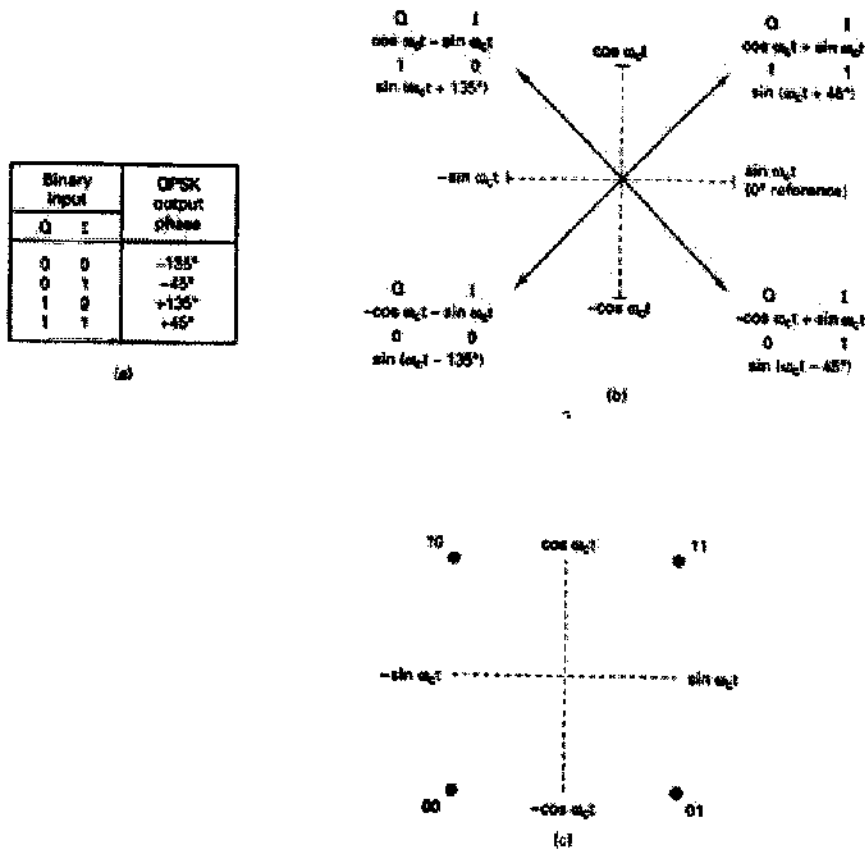 Binary input
QPSK output phase
Q I
0 0 −135°
0 1 −45°
1 0 +135°
1 1 +45°
(a)
Q I
cos ωct − sin ωct
1 0
sin (ωct + 135°)
cos ωct
Q I
cos ωct + sin ωct
1 1
sin (ωct + 45°)
−sin ωct
sin ωct
(0° reference)
Q I
−cos ωct − sin ωct
0 0
sin (ωct − 135°)
−cos ωct
Q I
−cos ωct + sin ωct
0 1
sin (ωct − 45°)
(b)
10
cos ωct
11
−sin ωct
sin ωct
00
−cos ωct
01
(c)